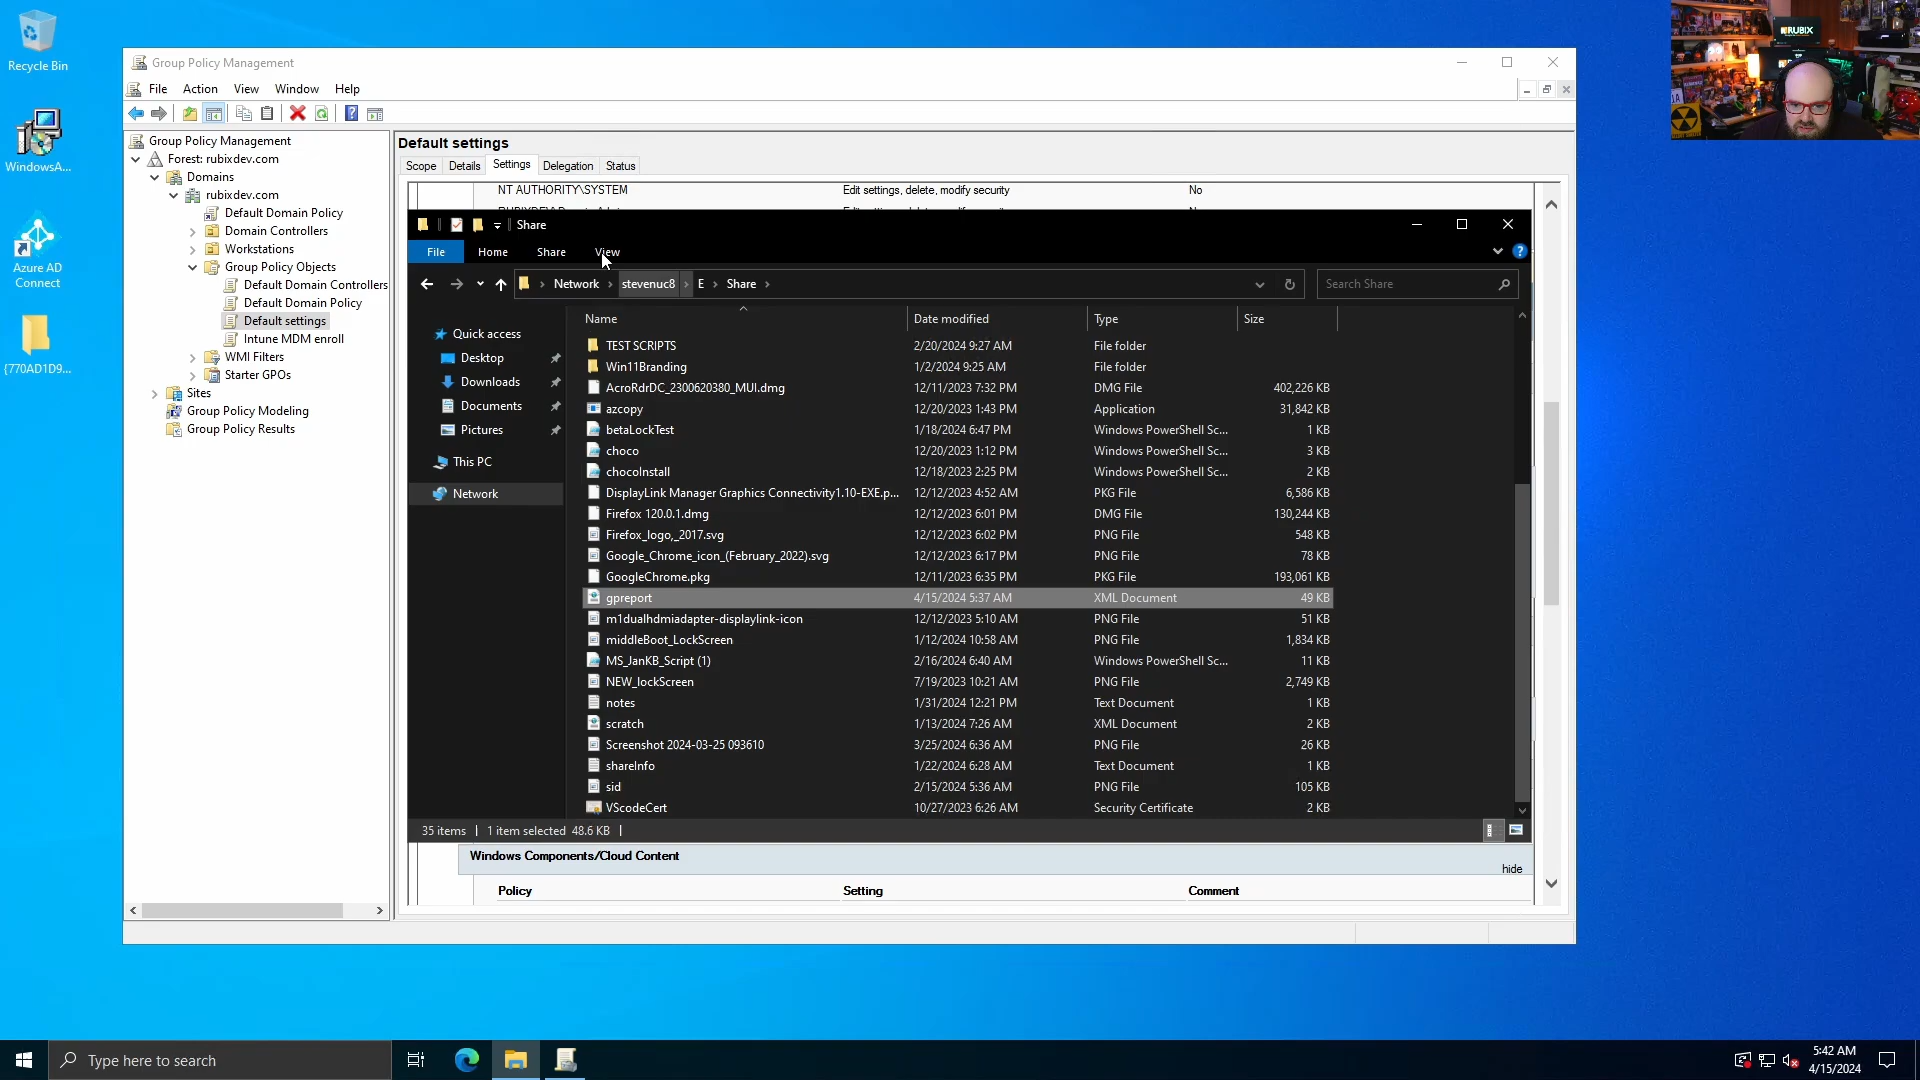 Recycle Bin
WindowsA...
Azure AD
Connect
{770AD1D9...
Group Policy Management
File Action View Window Help
Group Policy Management
Forest: rubixdev.com
Domains
rubixdev.com
Default Domain Policy
Domain Controllers
Workstations
Group Policy Objects
Default Domain Controllers
Default Domain Policy
Default settings
Intune MDM enroll
WMI Filters
Starter GPOs
Sites
Group Policy Modeling
Group Policy Results
Default settings
Scope Details Settings Delegation Status
NT AUTHORITY\SYSTEM Edit settings, delete, modify security No
Share
File Home Share View
Network stevenuc8 E Share
Search Share
Quick access
Desktop
Downloads
Documents
Pictures
This PC
Network
Name Date modified Type Size
TEST SCRIPTS 2/20/2024 9:27 AM File folder
Win11Branding 1/2/2024 9:25 AM File folder
AcroRdrDC_2300620380_MUI.dmg 12/11/2023 7:32 PM DMG File 402,226 KB
azcopy 12/20/2023 1:43 PM Application 31,842 KB
betaLockTest 1/18/2024 6:47 PM Windows PowerShell Sc... 1 KB
choco 12/20/2023 1:12 PM Windows PowerShell Sc... 3 KB
chocoInstall 12/18/2023 2:25 PM Windows PowerShell Sc... 2 KB
DisplayLink Manager Graphics Connectivity1.10-EXE.p... 12/12/2023 4:52 AM PKG File 6,586 KB
Firefox 120.0.1.dmg 12/12/2023 6:01 PM DMG File 130,244 KB
Firefox_logo,_2017.svg 12/12/2023 6:02 PM PNG File 548 KB
Google_Chrome_icon_(February_2022).svg 12/12/2023 6:17 PM PNG File 78 KB
GoogleChrome.pkg 12/11/2023 6:35 PM PKG File 193,061 KB
gpreport 4/15/2024 5:37 AM XML Document 49 KB
m1dualhdmiadapter-displaylink-icon 12/12/2023 5:10 AM PNG File 51 KB
middleBoot_LockScreen 1/12/2024 10:58 AM PNG File 1,834 KB
MS_JanKB_Script (1) 2/16/2024 6:40 AM Windows PowerShell Sc... 11 KB
NEW_lockScreen 7/19/2023 10:21 AM PNG File 2,749 KB
notes 1/31/2024 12:21 PM Text Document 1 KB
scratch 1/13/2024 7:26 AM XML Document 2 KB
Screenshot 2024-03-25 093610 3/25/2024 6:36 AM PNG File 26 KB
shareInfo 1/22/2024 6:28 AM Text Document 1 KB
sid 2/15/2024 5:36 AM PNG File 105 KB
VScodeCert 10/27/2023 6:26 AM Security Certificate 2 KB
35 items 1 item selected 48.6 KB
Windows Components/Cloud Content
hide
Policy Setting Comment
RUBIX
Type here to search
5:42 AM
4/15/2024